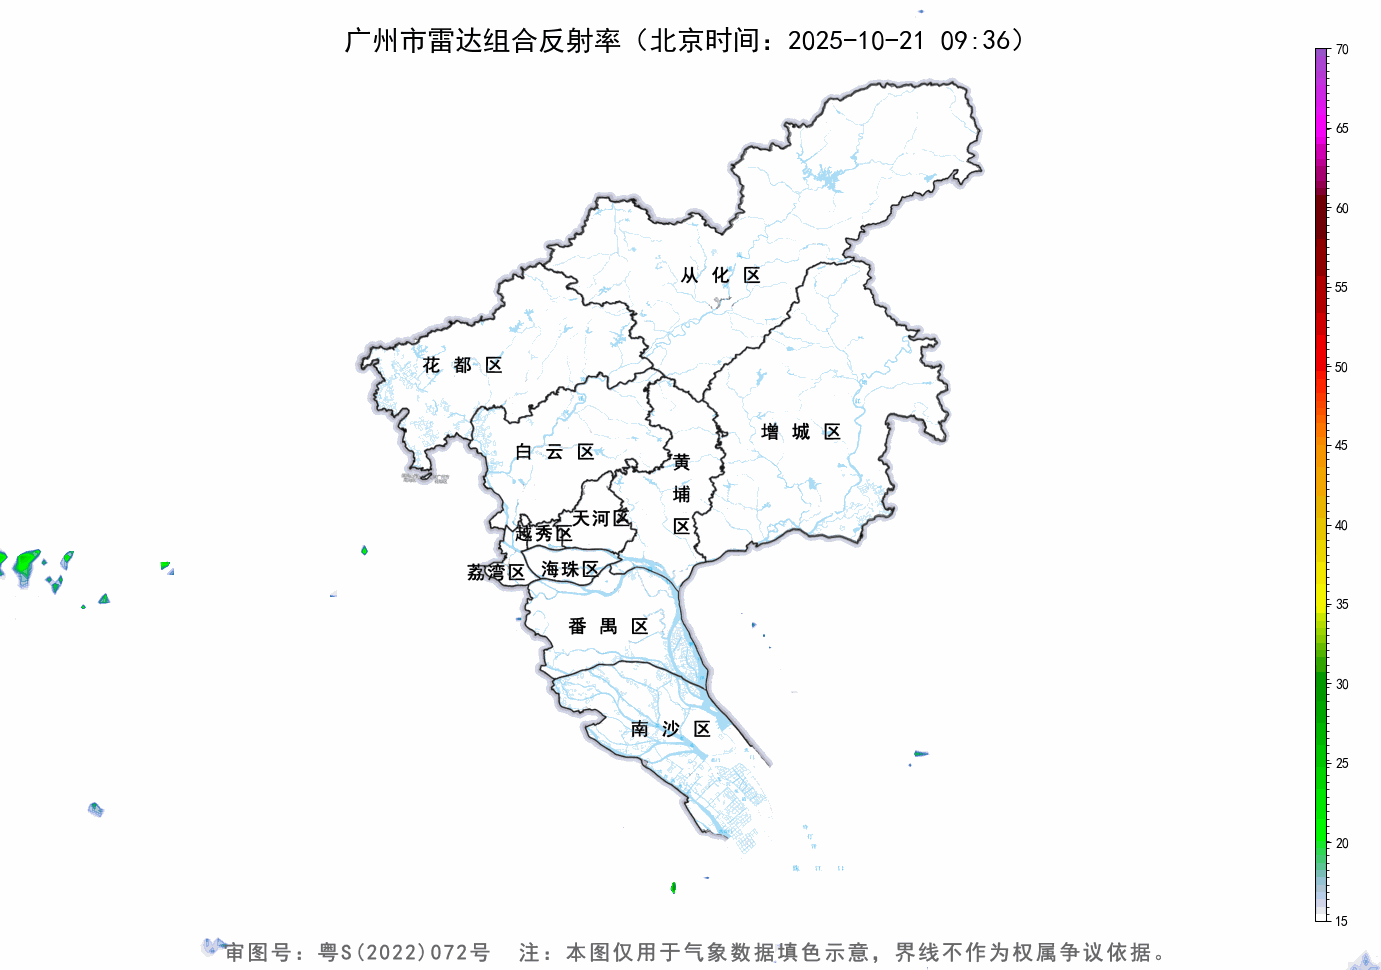 广州市雷达组合反射率（北京时间：2025-10-21 09:36）
70
65
60
55
50
45
40
35
30
25
20
15
从化区
花都区
增城区
白云区
黄埔区
天河区
越秀区
荔湾区
海珠区
番禺区
南沙区
审图号：粤S(2022)072号 注：本图仅用于气象数据填色示意，界线不作为权属争议依据。